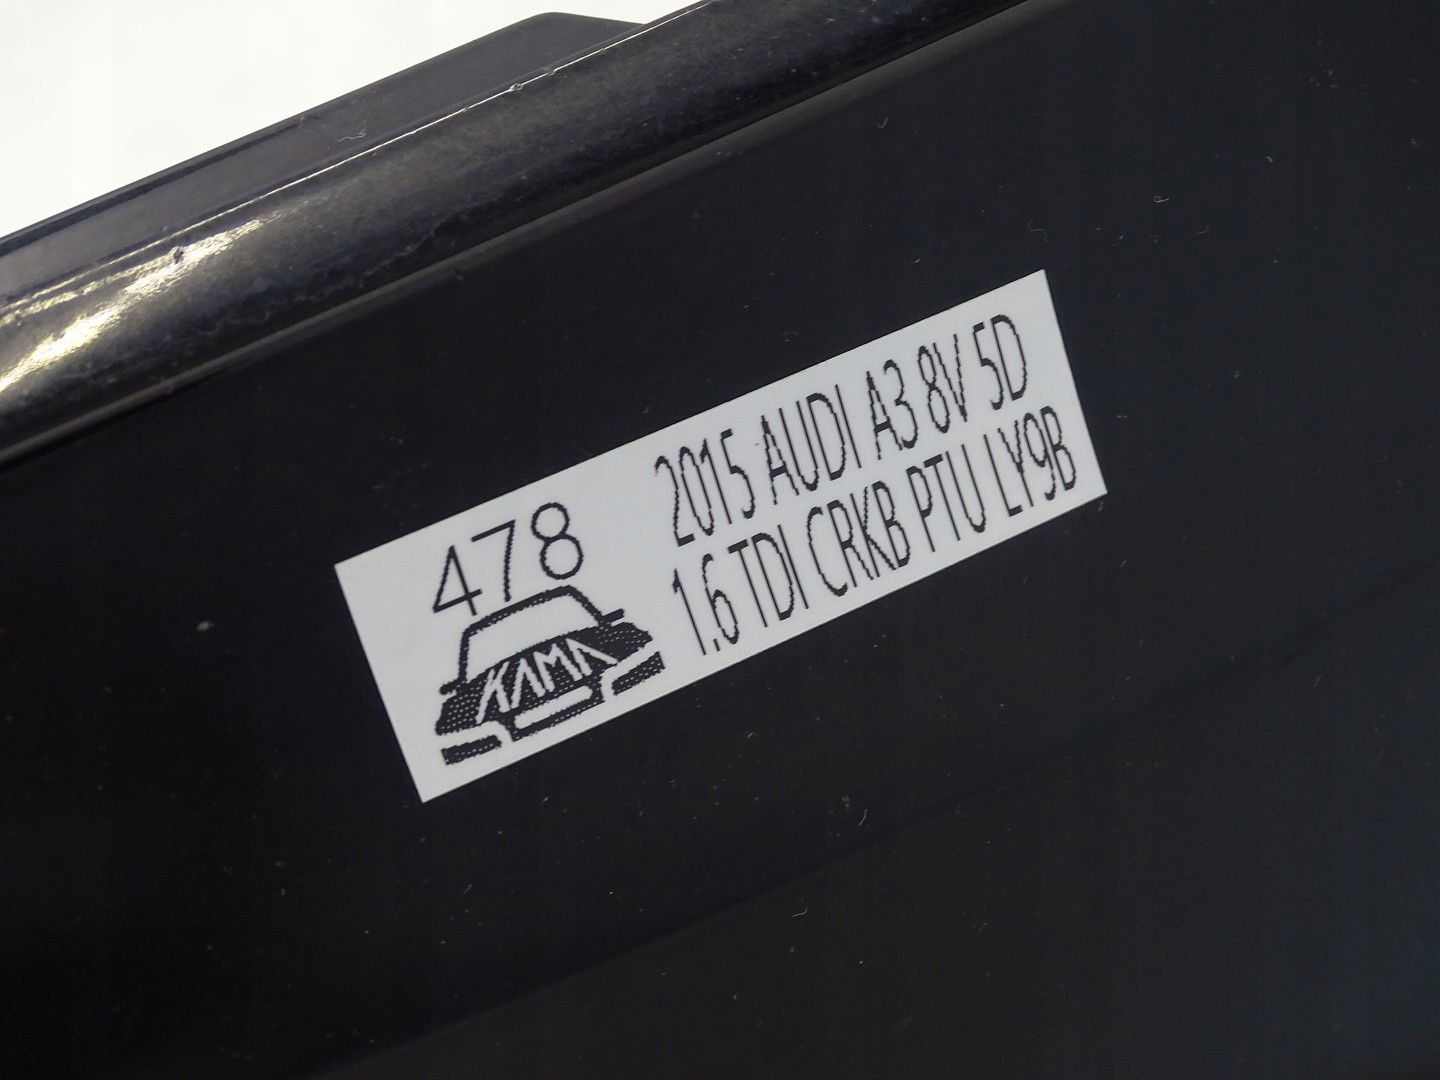 478
KAMA
2015 AUDI A3 8V 5D
1.6 TDI CRKB PTU LY9B